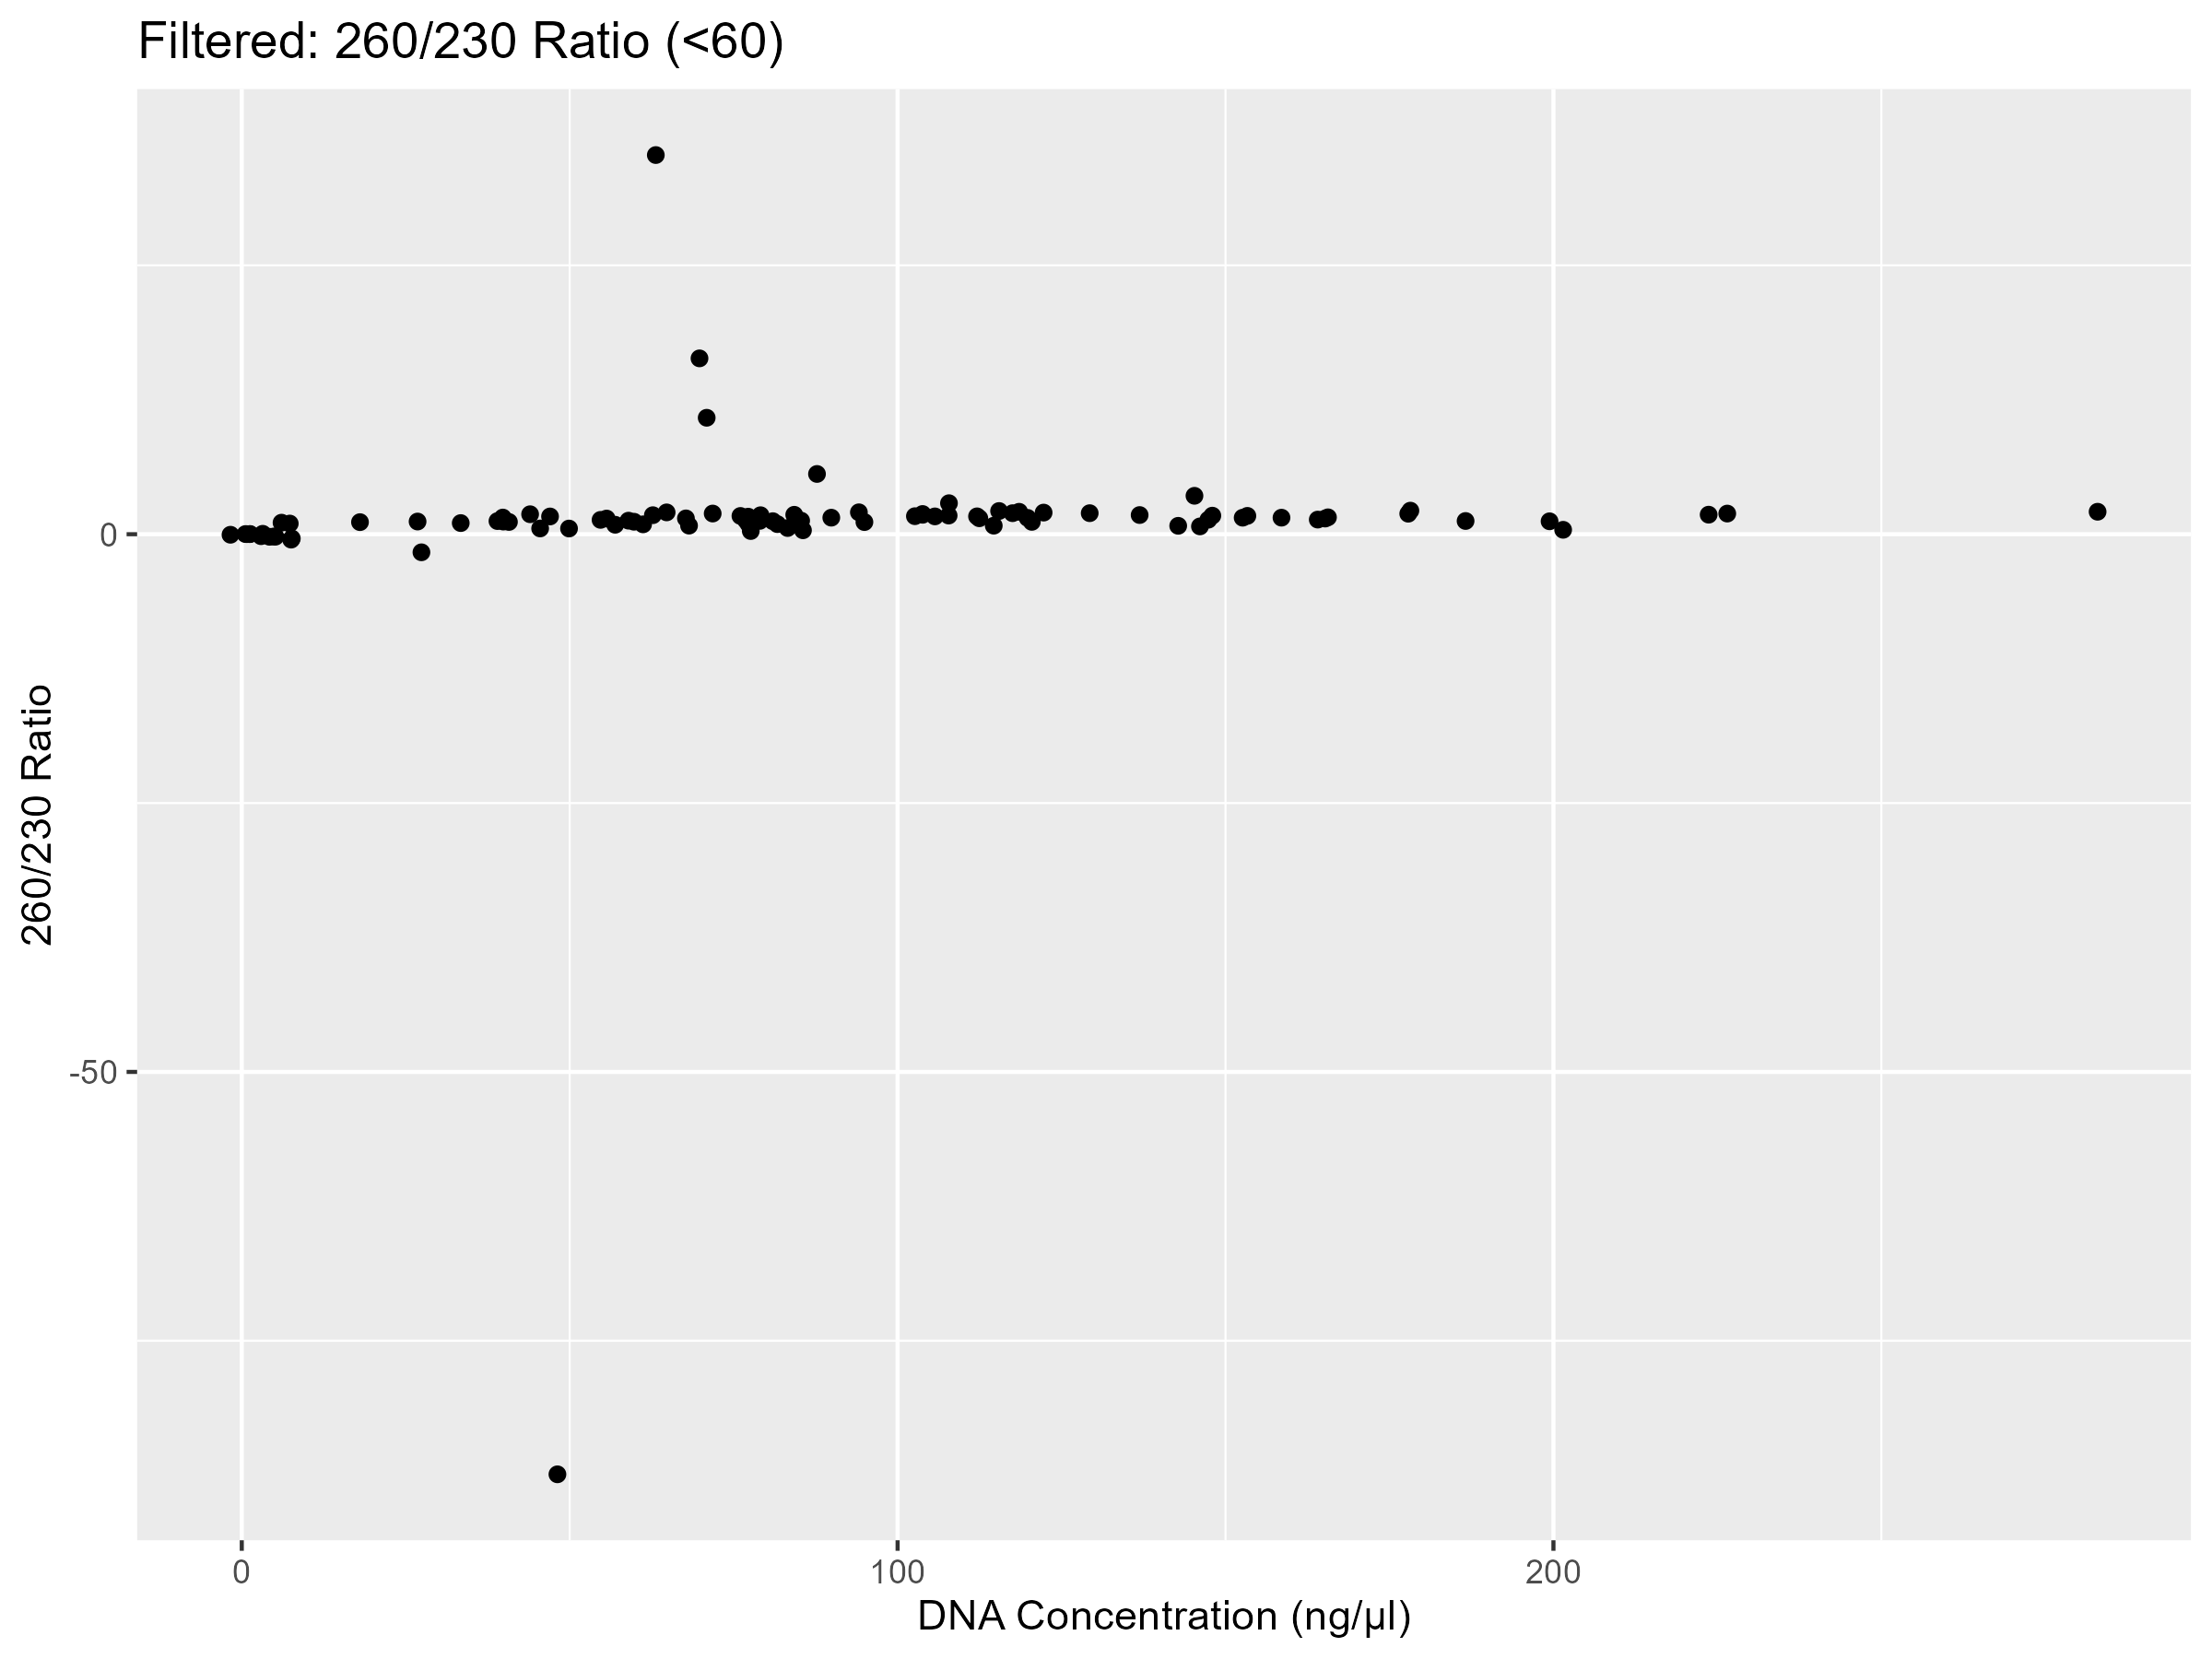 Filtered: 260/230 Ratio (<60)
260/230 Ratio
0
-50
0
100
200
DNA Concentration (ng/µl)